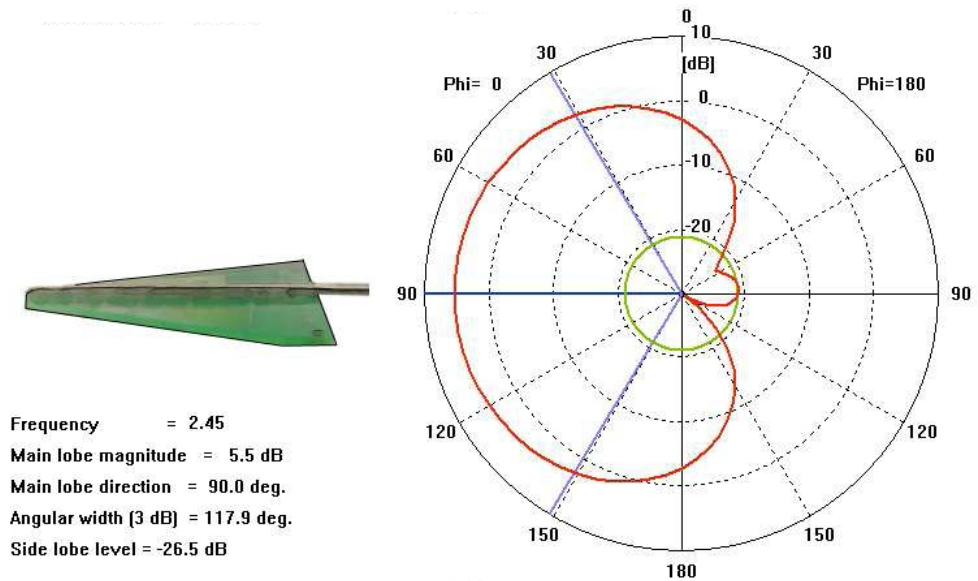 0
10
[dB]
30
30
Phi= 0
Phi=180
0
60
60
-10
-20
90
90
120
120
150
150
180
Frequency = 2.45
Main lobe magnitude = 5.5 dB
Main lobe direction = 90.0 deg.
Angular width (3 dB) = 117.9 deg.
Side lobe level = -26.5 dB